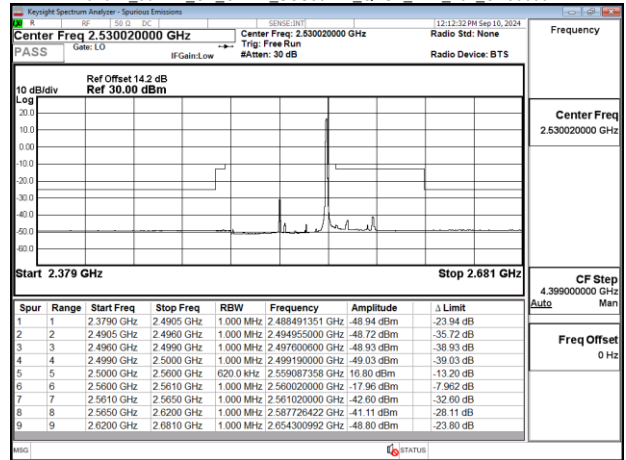 Keysight Spectrum Analyzer - Spurious Emissions
R RF 50 Ω DC SENSE:INT 12:12:32 PM Sep 10, 2024
Center Freq 2.530020000 GHz
Center Freq: 2.530020000 GHz
Radio Std: None
PASS
Gate: LO
IFGain:Low
Trig: Free Run
#Atten: 30 dB
Radio Device: BTS
Ref Offset 14.2 dB
10 dB/div Ref 30.00 dBm
Log
20.0
10.0
0.00
-10.0
-20.0
-30.0
-40.0
-50.0
-60.0
Start 2.379 GHz Stop 2.681 GHz
Spur Range Start Freq Stop Freq RBW Frequency Amplitude Δ Limit
1 1 2.3790 GHz 2.4905 GHz 1.000 MHz 2.488491351 GHz -48.94 dBm -23.94 dB
2 2 2.4905 GHz 2.4960 GHz 1.000 MHz 2.494955000 GHz -48.72 dBm -35.72 dB
3 3 2.4960 GHz 2.4990 GHz 1.000 MHz 2.497600600 GHz -48.93 dBm -38.93 dB
4 4 2.4990 GHz 2.5000 GHz 1.000 MHz 2.499190000 GHz -49.03 dBm -39.03 dB
5 5 2.5000 GHz 2.5600 GHz 620.0 kHz 2.559087358 GHz 16.80 dBm -13.20 dB
6 6 2.5600 GHz 2.5610 GHz 1.000 MHz 2.560020000 GHz -17.96 dBm -7.962 dB
7 7 2.5610 GHz 2.5650 GHz 1.000 MHz 2.561020000 GHz -42.60 dBm -32.60 dB
8 8 2.5650 GHz 2.6200 GHz 1.000 MHz 2.587726422 GHz -41.11 dBm -28.11 dB
9 9 2.6200 GHz 2.6810 GHz 1.000 MHz 2.654300992 GHz -48.80 dBm -23.80 dB
MSG STATUS
Frequency
Center Freq
2.530020000 GHz
CF Step
4.399000000 GHz
Auto Man
Freq Offset
0 Hz